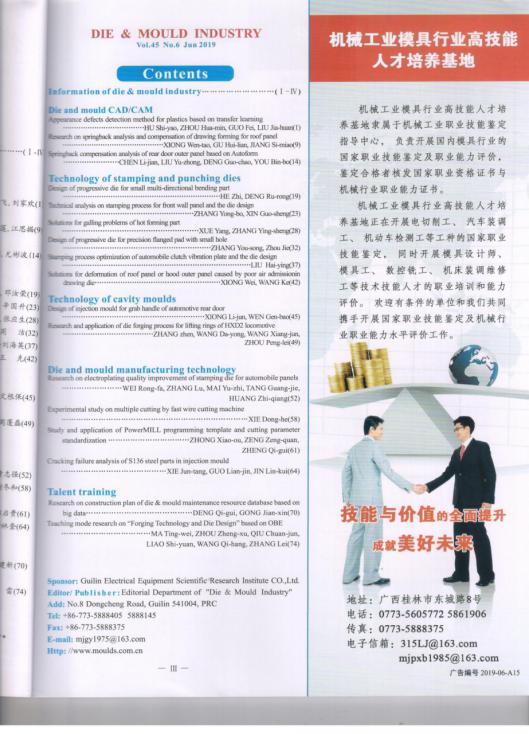 DIE & MOULD INDUSTRY
Vol.45 No.6 Jun 2019
Contents
Information of die & mould industry……………………(Ⅰ-Ⅳ)
Die and mould CAD/CAM
Appearance defects detection method for plastics based on transfer learning
……………………HU Shi-yao, ZHOU Hua-min, GUO Fei, LIU Jia-huan(1)
Research on springback analysis and compensation of drawing forming for roof panel
……………………XIONG Wen-tao, GU Hui-lian, JIANG Si-miao(9)
Springback compensation analysis of rear door outer panel based on Autoform
……………………CHEN Li-jian, LIU Yu-zhong, DENG Guo-chao, YOU Bin-bo(14)
Technology of stamping and punching dies
Design of progressive die for small multi-directional bending part
……………………HE Zhi, DENG Ru-rong(19)
Technical analysis on stamping process for front wall panel and the die design
……………………ZHANG Yong-bo, XIN Guo-sheng(23)
Solutions for galling problems of hot forming part
……………………XUE Yang, ZHANG Ying-sheng(28)
Design of progressive die for precision flanged pad with small hole
……………………ZHANG You-song, Zhou Jie(32)
Stamping process optimization of automobile clutch vibration plate and the die design
……………………LIU Hai-ying(37)
Solutions for deformation of roof panel or hood outer panel caused by poor air admissionin
drawing die……………………XIONG Wei, WANG Ke(42)
Technology of cavity moulds
Design of injection mould for grab handle of automotive rear door
……………………XIONG Li-jun, WEN Gen-bao(45)
Research and application of die forging process for lifting rings of HXD2 locomotive
……………………ZHANG zhen, WANG Da-yong, WANG Xiang-jun,
ZHOU Peng-lei(49)
Die and mould manufacturing technology
Research on electroplating quality improvement of stamping die for automobile panels
……………………WEI Rong-fa, ZHANG Lu, MAI Yu-zhi, TANG Guang-jie,
HUANG Zhi-qiang(52)
Experimental study on multiple cutting by fast wire cutting machine
……………………XIE Dong-he(58)
Study and application of PowerMILL programming template and cutting parameter
standardization……………………ZHONG Xiao-ou, ZENG Zeng-quan,
ZHENG Qi-gui(61)
Cracking failure analysis of S136 steel parts in injection mould
……………………XIE Jun-tang, GUO Lian-jin, JIN Lin-kui(64)
Talent training
Research on construction plan of die & mould maintenance resource database based on
big data……………………DENG Qi-gui, GONG Jian-xin(70)
Teaching mode research on "Forging Technology and Die Design" based on OBE
……………………MA Ting-wei, ZHOU Zheng-xu, QIU Chuan-jun,
LIAO Shi-yuan, WANG Qi-hang, ZHANG Lei(74)
Sponsor: Guilin Electrical Equipment Scientific Research Institute CO.,Ltd.
Editor/ Publisher: Editorial Department of "Die & Mould Industry"
Add: No.8 Dongcheng Road, Guilin 541004, PRC
Tel: +86-773-5888405 5888145
Fax: +86-773-5888375
E-mail: mjgy1975@163.com
Http: //www.moulds.com.cn
— Ⅲ —
机械工业模具行业高技能
人才培养基地
机械工业模具行业高技能人才培
养基地隶属于机械工业职业技能鉴定
指导中心， 负责开展国内模具行业的
国家职业技能鉴定及职业能力评价，
鉴定合格者核发国家职业资格证书与
机械行业职业能力证书。
机械工业模具行业高技能人才培
养基地正在开展电切削工、 汽车装调
工、 机动车检测工等工种的国家职业
技能鉴定， 同时开展模具设计师、
模具工、 数控铣工、 机床装调维修
工等技术技能人才的职业培训和能力
评价。 欢迎有条件的单位和我们共同
携手开展国家职业技能鉴定及机械行
业职业能力水平评价工作。
技能与价值的全面提升
成就美好未来
地址：广西桂林市东城路8号
电话：0773-5605772 5861906
传真：0773-5888375
电子信箱：315LJ@163.com
mjpxb1985@163.com
广告编号 2019-06-A15